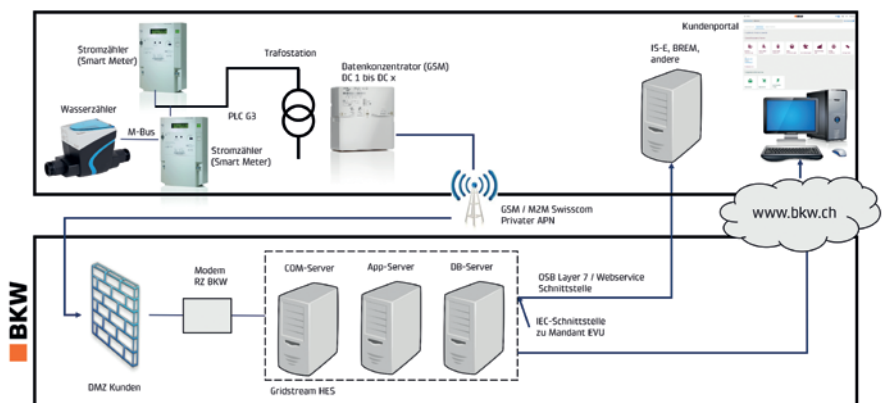 Kundenportal
Stromzähler
(Smart Meter)
Trafostation
Datenkonzentrator (GSM)
DC 1 bis DC x
IS-E, BREM,
andere
Wasserzähler
M-Bus
PLC G3
Stromzähler
(Smart Meter)
GSM / M2M Swisscom
Privater APN
www.bkw.ch
BKW
Modem
RZ BKW
COM-Server
App-Server
DB-Server
OSB Layer 7 / Webservice
Schnittstelle
IEC-Schnittstelle
zu Mandant EVU
DMZ Kunden
Gridstream HES